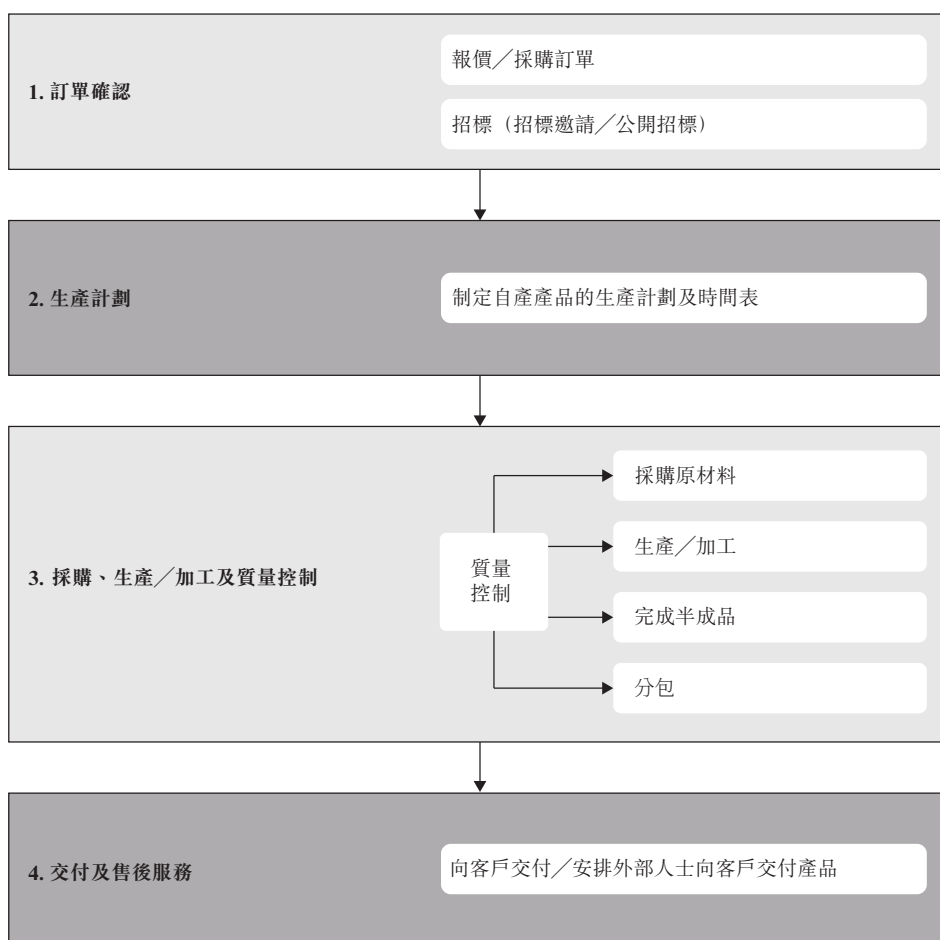 1. 訂單確認
報價／採購訂單
招標（招標邀請／公開招標）
2. 生產計劃
制定自產產品的生產計劃及時間表
3. 採購、生產／加工及質量控制
質量
控制
採購原材料
生產／加工
完成半成品
分包
4. 交付及售後服務
向客戶交付／安排外部人士向客戶交付產品